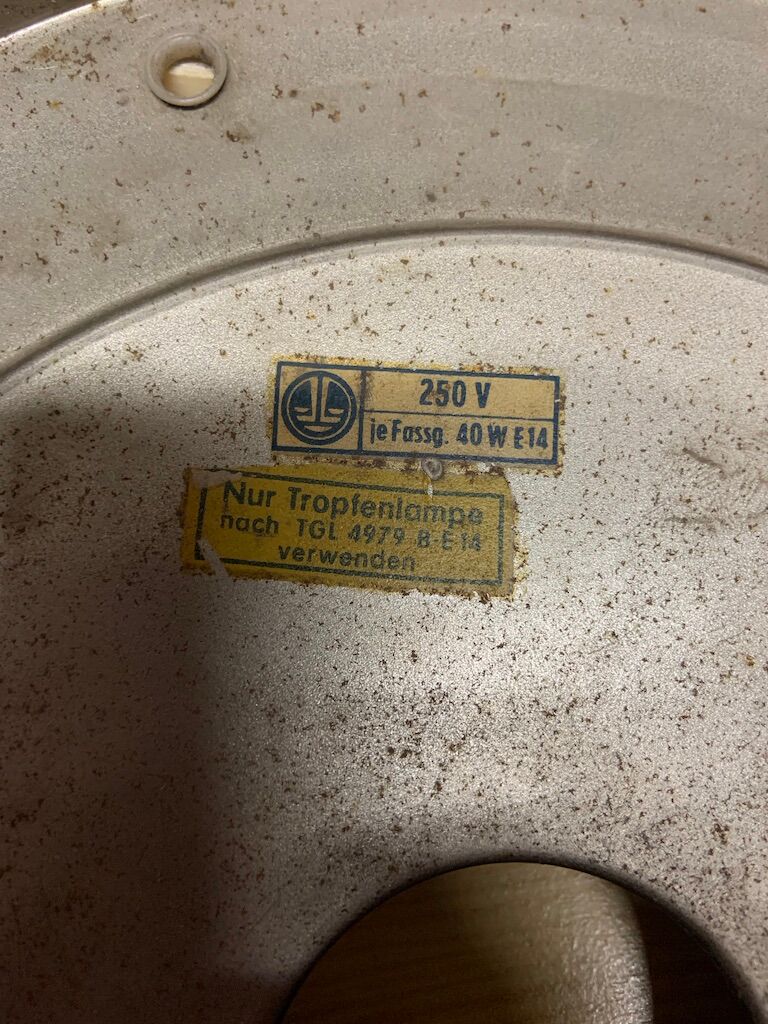 250 V
je Fassg. 40 W E14
Nur Tropfenlampe
nach TGL 4979 B-E14
verwenden